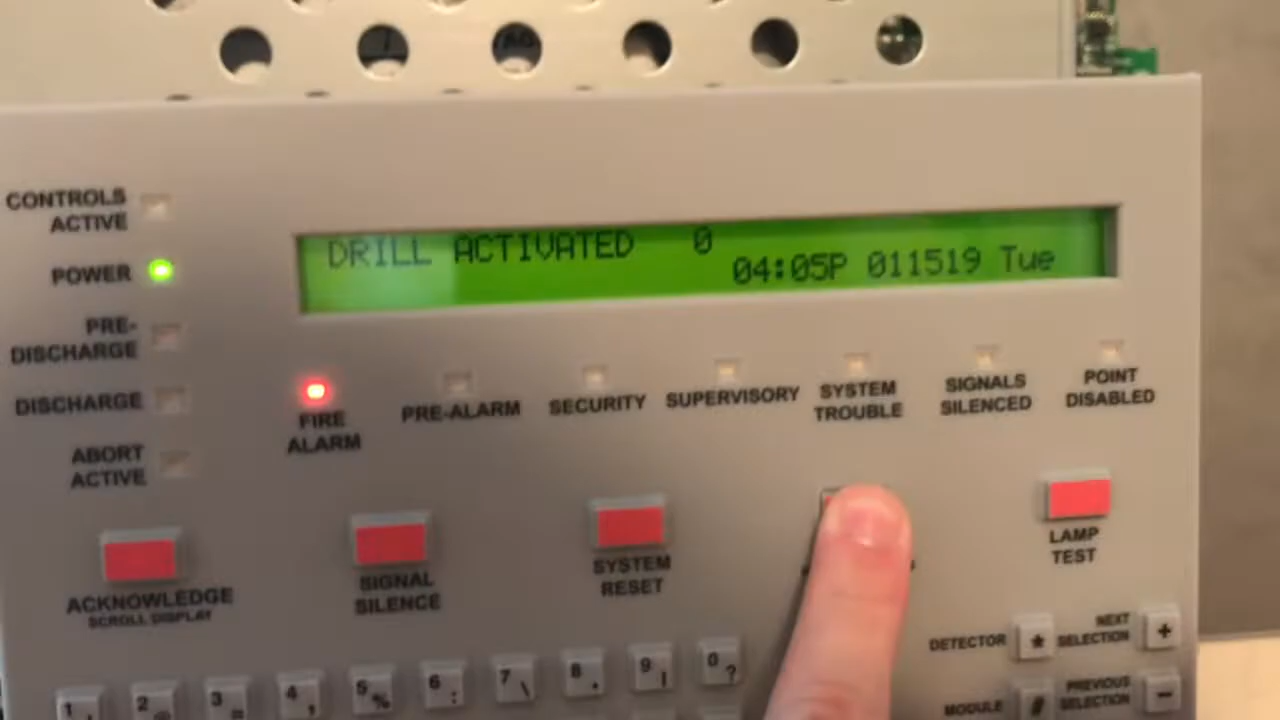 CONTROLS
ACTIVE
DRILL ACTIVATED 0
04:05P 011519 Tue
POWER
PRE-
DISCHARGE
DISCHARGE
ABORT
ACTIVE
FIRE
ALARM
PRE-ALARM
SECURITY
SUPERVISORY
SYSTEM
TROUBLE
SIGNALS
SILENCED
POINT
DISABLED
ACKNOWLEDGE
SCROLL DISPLAY
SIGNAL
SILENCE
SYSTEM
RESET
LAMP
TEST
DETECTOR *
NEXT
SELECTION +
1 ,
2
3 =
4 ,
5 %
6 :
7 \
8 .
9 |
0 ?
MODULE #
PREVIOUS
SELECTION -